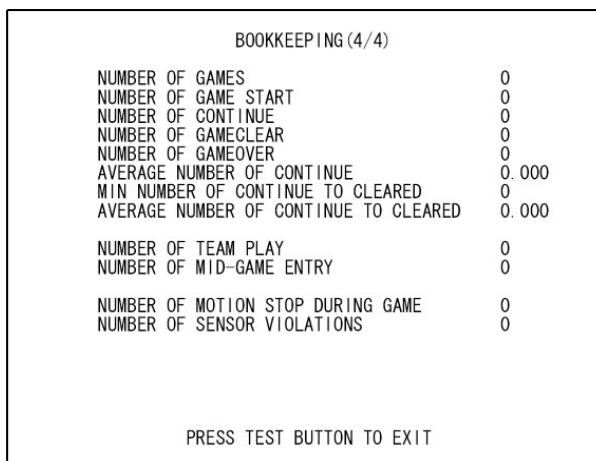 BOOKKEEPING(4/4)
NUMBER OF GAMES 0
NUMBER OF GAME START 0
NUMBER OF CONTINUE 0
NUMBER OF GAMECLEAR 0
NUMBER OF GAMEOVER 0
AVERAGE NUMBER OF CONTINUE 0.000
MIN NUMBER OF CONTINUE TO CLEARED 0
AVERAGE NUMBER OF CONTINUE TO CLEARED 0.000
NUMBER OF TEAM PLAY 0
NUMBER OF MID-GAME ENTRY 0
NUMBER OF MOTION STOP DURING GAME 0
NUMBER OF SENSOR VIOLATIONS 0
PRESS TEST BUTTON TO EXIT